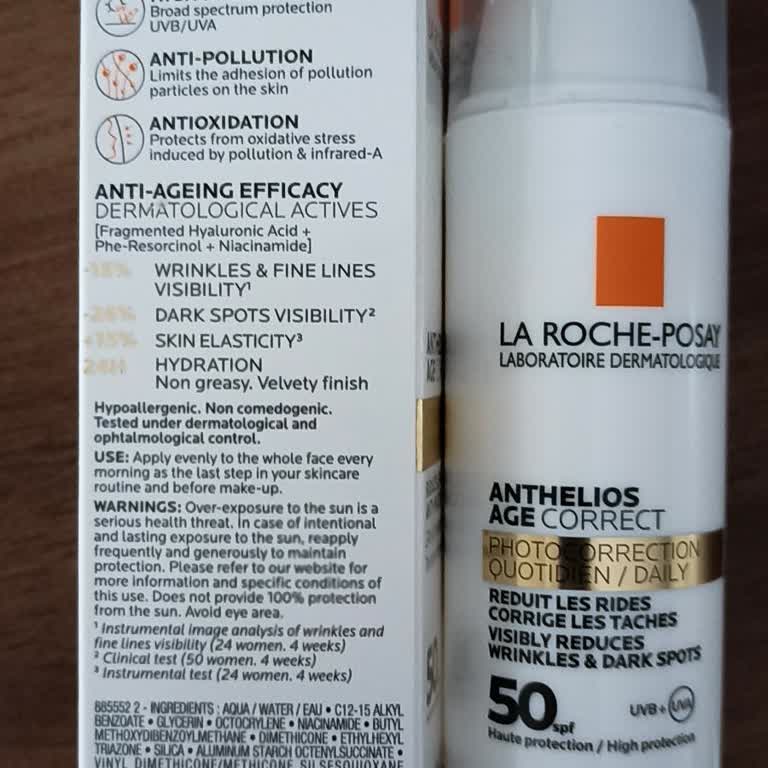 Broad spectrum protection
UVB/UVA
ANTI-POLLUTION
Limits the adhesion of pollution
particles on the skin
ANTIOXIDATION
Protects from oxidative stress
induced by pollution & infrared-A
ANTI-AGEING EFFICACY
DERMATOLOGICAL ACTIVES
[Fragmented Hyaluronic Acid +
Phe-Resorcinol + Niacinamide]
WRINKLES & FINE LINES
VISIBILITY¹
DARK SPOTS VISIBILITY²
SKIN ELASTICITY³
24H HYDRATION
Non greasy. Velvety finish
Hypoallergenic. Non comedogenic.
Tested under dermatological and
ophtalmological control.
USE: Apply evenly to the whole face every
morning as the last step in your skincare
routine and before make-up.
WARNINGS: Over-exposure to the sun is a
serious health threat. In case of intentional
and lasting exposure to the sun, reapply
frequently and generously to maintain
protection. Please refer to our website for
more information and specific conditions of
this use. Does not provide 100% protection
from the sun. Avoid eye area.
¹ Instrumental image analysis of wrinkles and
fine lines visibility (24 women. 4 weeks)
² Clinical test (50 women. 4 weeks)
³ Instrumental test (24 women. 4 weeks)
885552 2 - INGREDIENTS : AQUA / WATER / EAU • C12-15 ALKYL
BENZOATE • GLYCERIN • OCTOCRYLENE • NIACINAMIDE • BUTYL
METHOXYDIBENZOYLMETHANE • DIMETHICONE • ETHYLHEXYL
TRIAZONE • SILICA • ALUMINUM STARCH OCTENYLSUCCINATE •
VINYL DIMETHICONE/METHICONE SILSESQUIOXANE
LA ROCHE-POSAY
LABORATOIRE DERMATOLOGIQUE
ANTHELIOS
AGE CORRECT
PHOTOCORRECTION
QUOTIDIEN / DAILY
REDUIT LES RIDES
CORRIGE LES TACHES
VISIBLY REDUCES
WRINKLES & DARK SPOTS
50 spf
UVB + UVA
Haute protection / High protection